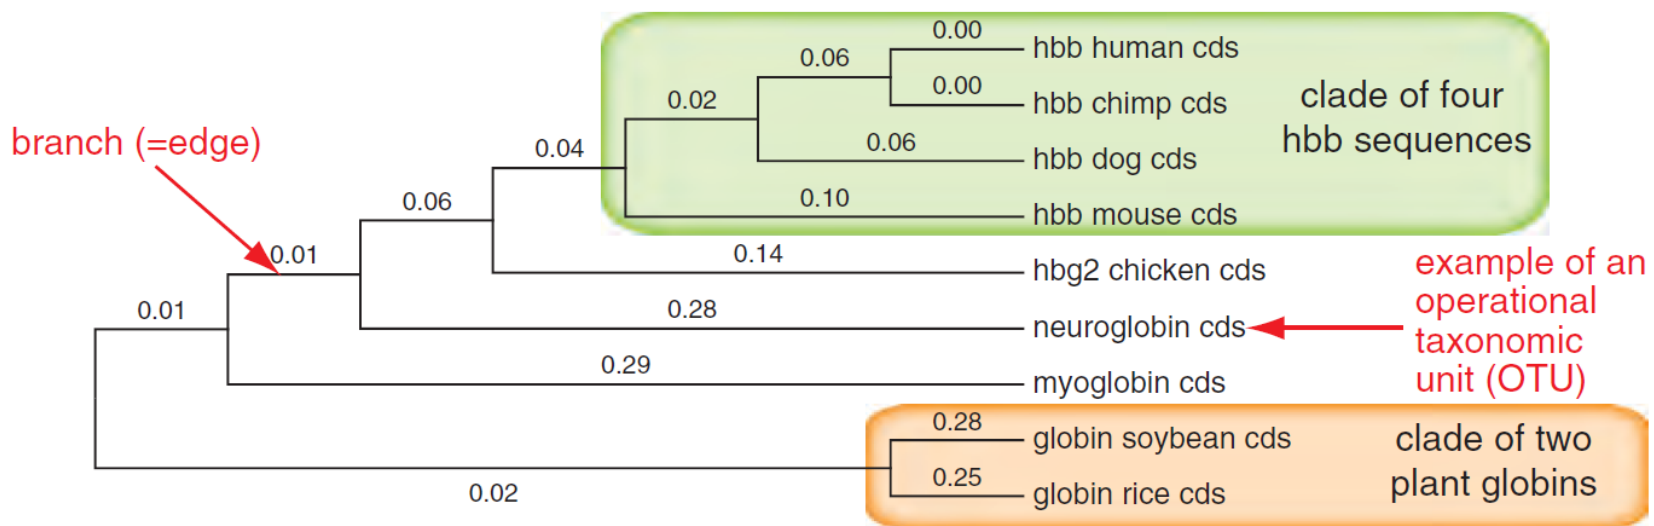 0.00
hbb human cds
0.06
0.00
hbb chimp cds
clade of four
hbb sequences
0.02
branch (=edge)
0.04
0.06
hbb dog cds
0.10
hbb mouse cds
0.06
0.01
0.14
hbg2 chicken cds
example of an
operational
taxonomic
unit (OTU)
0.01
0.28
neuroglobin cds
0.29
myoglobin cds
0.28
globin soybean cds
clade of two
plant globins
0.25
globin rice cds
0.02